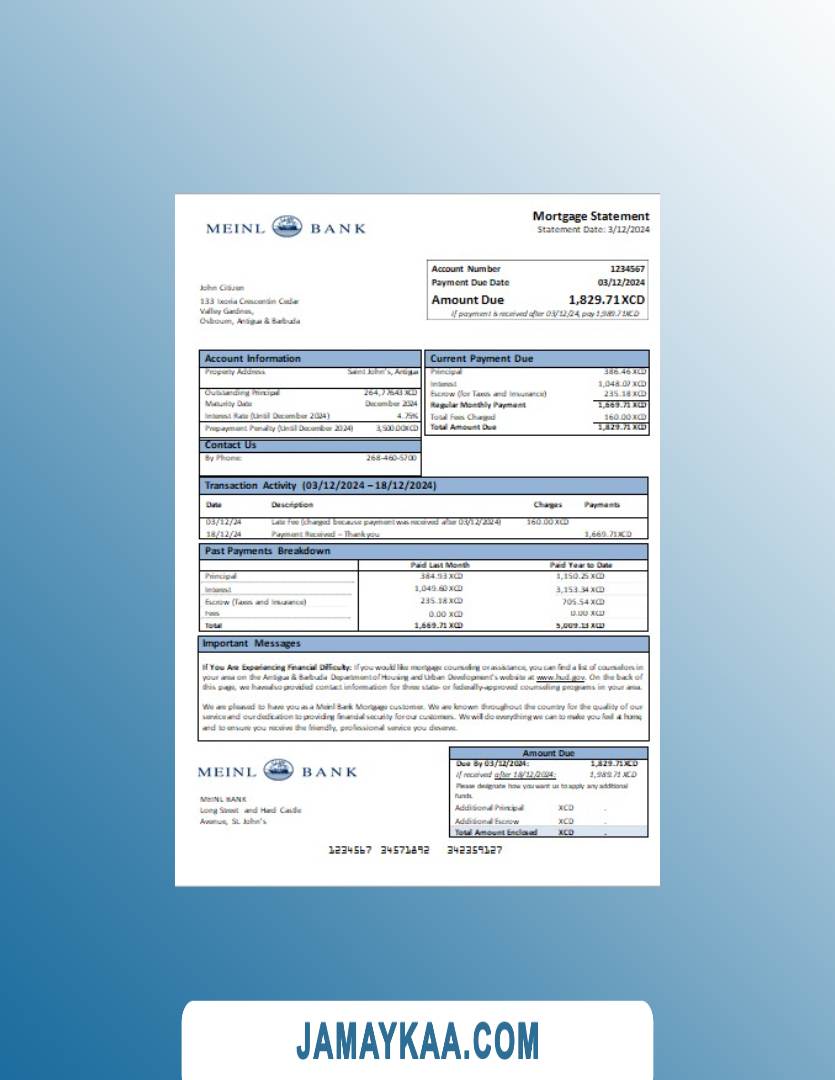 MEINL BANK
Mortgage Statement
Statement Date: 3/12/2024
Account Number 1234567
Payment Due Date 03/12/2024
Amount Due 1,829.71XCD
if payment is received after 03/12/24, pay 1,989.71XCD
John Citizen
133 Ixoria Crescentin Cedar
Valley Gardnes,
Osbourn, Antigua & Barbuda
Account Information
Property Address Saint John's, Antigua
Outstanding Principal 264,77643 XCD
Maturity Date December 2024
Interest Rate (Until December 2024) 4.75%
Prepayment Penalty (Until December 2024) 3,500.00XCD
Contact Us
By Phone: 268-460-5700
Current Payment Due
Principal 386.46 XCD
Interest 1,048.07 XCD
Escrow (for Taxes and Insurance) 235.18 XCD
Regular Monthly Payment 1,669.71 XCD
Total Fees Charged 160.00 XCD
Total Amount Due 1,829.71 XCD
Transaction Activity (03/12/2024 – 18/12/2024)
Date Description Charges Payments
03/12/24 Late Fee (charged because payment was received after 03/12/2024) 160.00 XCD
18/12/24 Payment Received – Thank you 1,669.71XCD
Past Payments Breakdown
Paid Last Month Paid Year to Date
Principal 384.93 XCD 1,150.25 XCD
Interest 1,049.60 XCD 3,153.34 XCD
Escrow (Taxes and Insurance) 235.18 XCD 705.54 XCD
Fees 0.00 XCD 0.00 XCD
Total 1,669.71 XCD 5,009.13 XCD
Important Messages
If You Are Experiencing Financial Difficulty: If you would like mortgage counseling or assistance, you can find a list of counselors in
your area on the Antigua & Barbuda Department of Housing and Urban Development's website at www.hud.gov. On the back of
this page, we havealso provided contact information for three state- or federally-approved counseling programs in your area.
We are pleased to have you as a Meinl Bank Mortgage customer. We are known throughout the country for the quality of our
service and our dedication to providing financial security for our customers. We will do everything we can to make you feel at home,
and to ensure you receive the friendly, professional service you deserve.
MEINL BANK
MEINL BANK
Long Street and Hard Castle
Avenue, St. John's
Amount Due
Due By 03/12/2024: 1,829.71XCD
if received after 18/12/2024: 1,989.71 XCD
Please designate how you want us to apply any additional
funds.
Additional Principal XCD .
Additional Escrow XCD .
Total Amount Enclosed XCD .
1234567 34571892 342359127
JAMAYKAA.COM